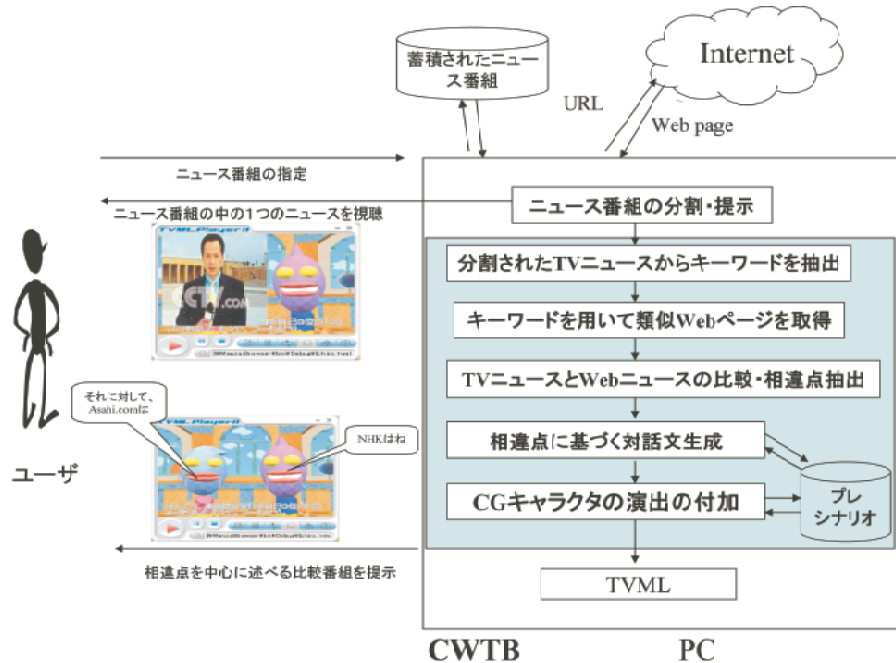 蓄積されたニュー
ス番組
Internet
URL
Web page
ニュース番組の指定
ニュース番組の分割・提示
ニュース番組の中の1つのニュースを視聴
TVML Player II
CCTV.COM
分割されたTVニュースからキーワードを抽出
キーワードを用いて類似Webページを取得
TVニュースとWebニュースの比較・相違点抽出
それに対して、
Asahi.comは
TVML Player II
NHKはね
相違点に基づく対話文生成
CGキャラクタの演出の付加
プレ
シナリオ
ユーザ
相違点を中心に述べる比較番組を提示
TVML
CWTB
PC